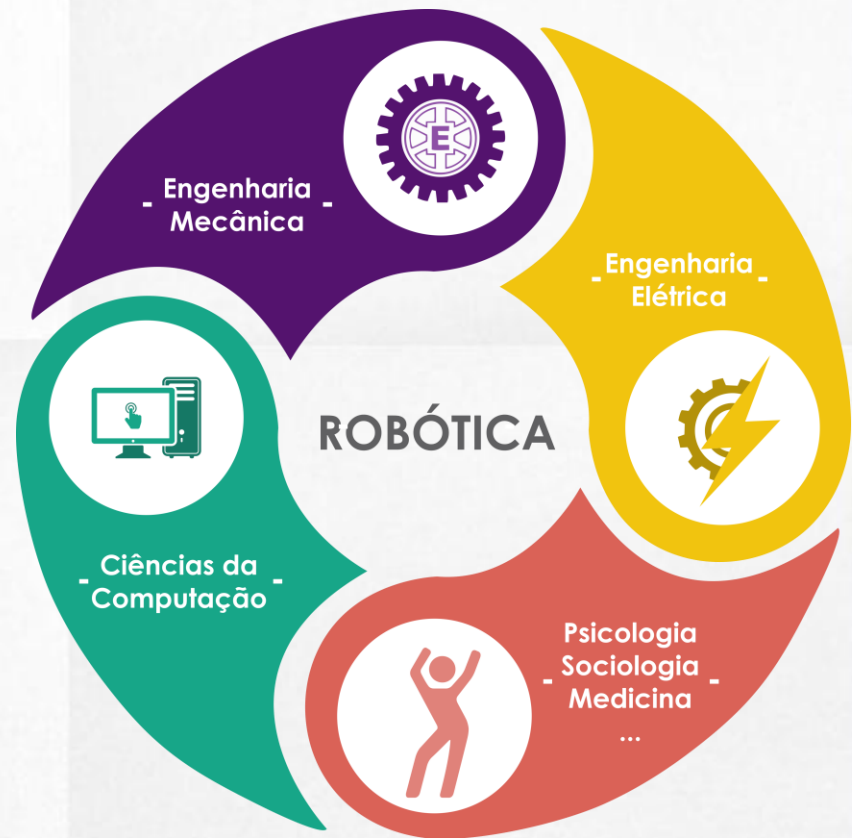 E
- Engenharia -
Mecânica
- Engenharia -
Elétrica
ROBÓTICA
- Ciências da -
Computação
Psicologia
- Sociologia -
Medicina
...